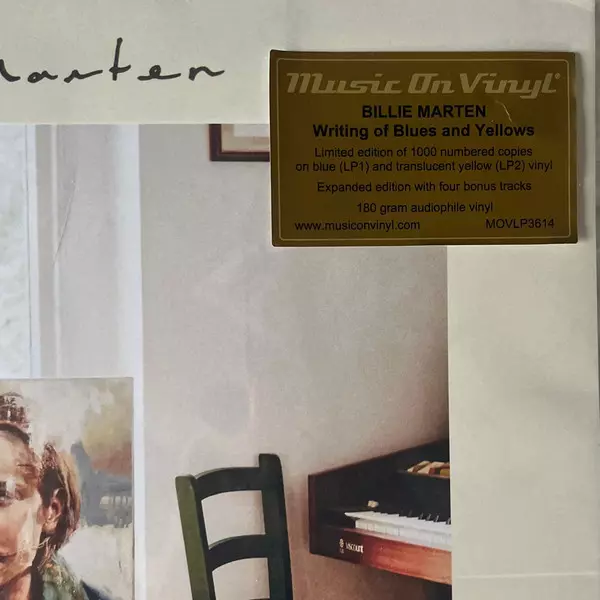 Marten
Music On Vinyl®
BILLIE MARTEN
Writing of Blues and Yellows
Limited edition of 1000 numbered copies
on blue (LP1) and translucent yellow (LP2) vinyl
Expanded edition with four bonus tracks
180 gram audiophile vinyl
www.musiconvinyl.com MOVLP3614
viscount